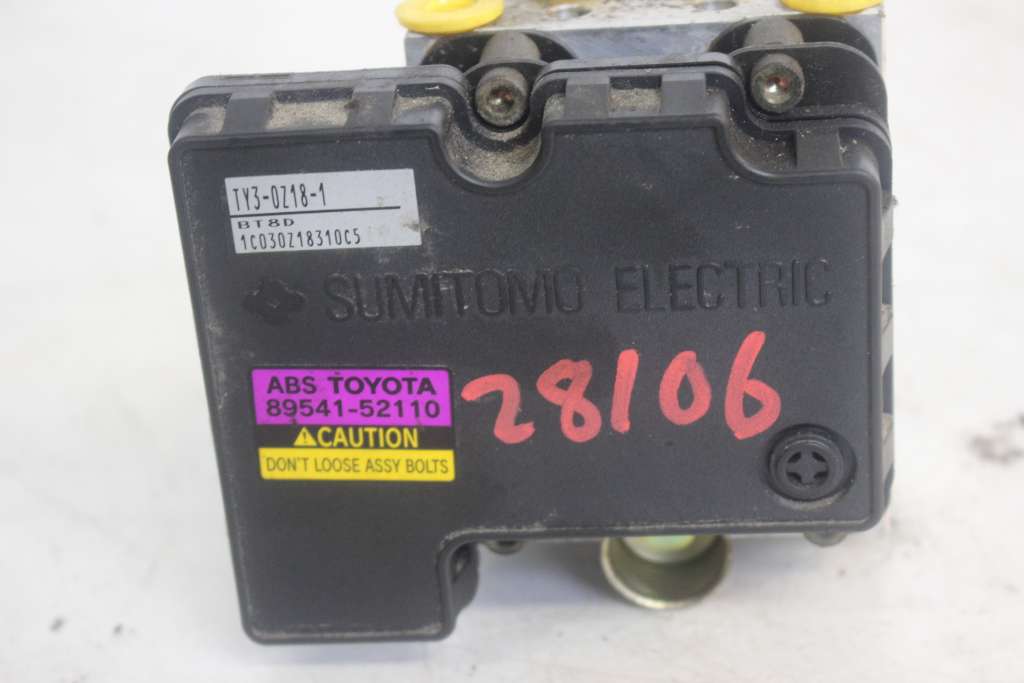 TY3-0Z18-1
BT8D
1C030Z18310C5
SUMITOMO ELECTRIC
ABS TOYOTA
89541-52110
CAUTION
DON'T LOOSE ASSY BOLTS
28106